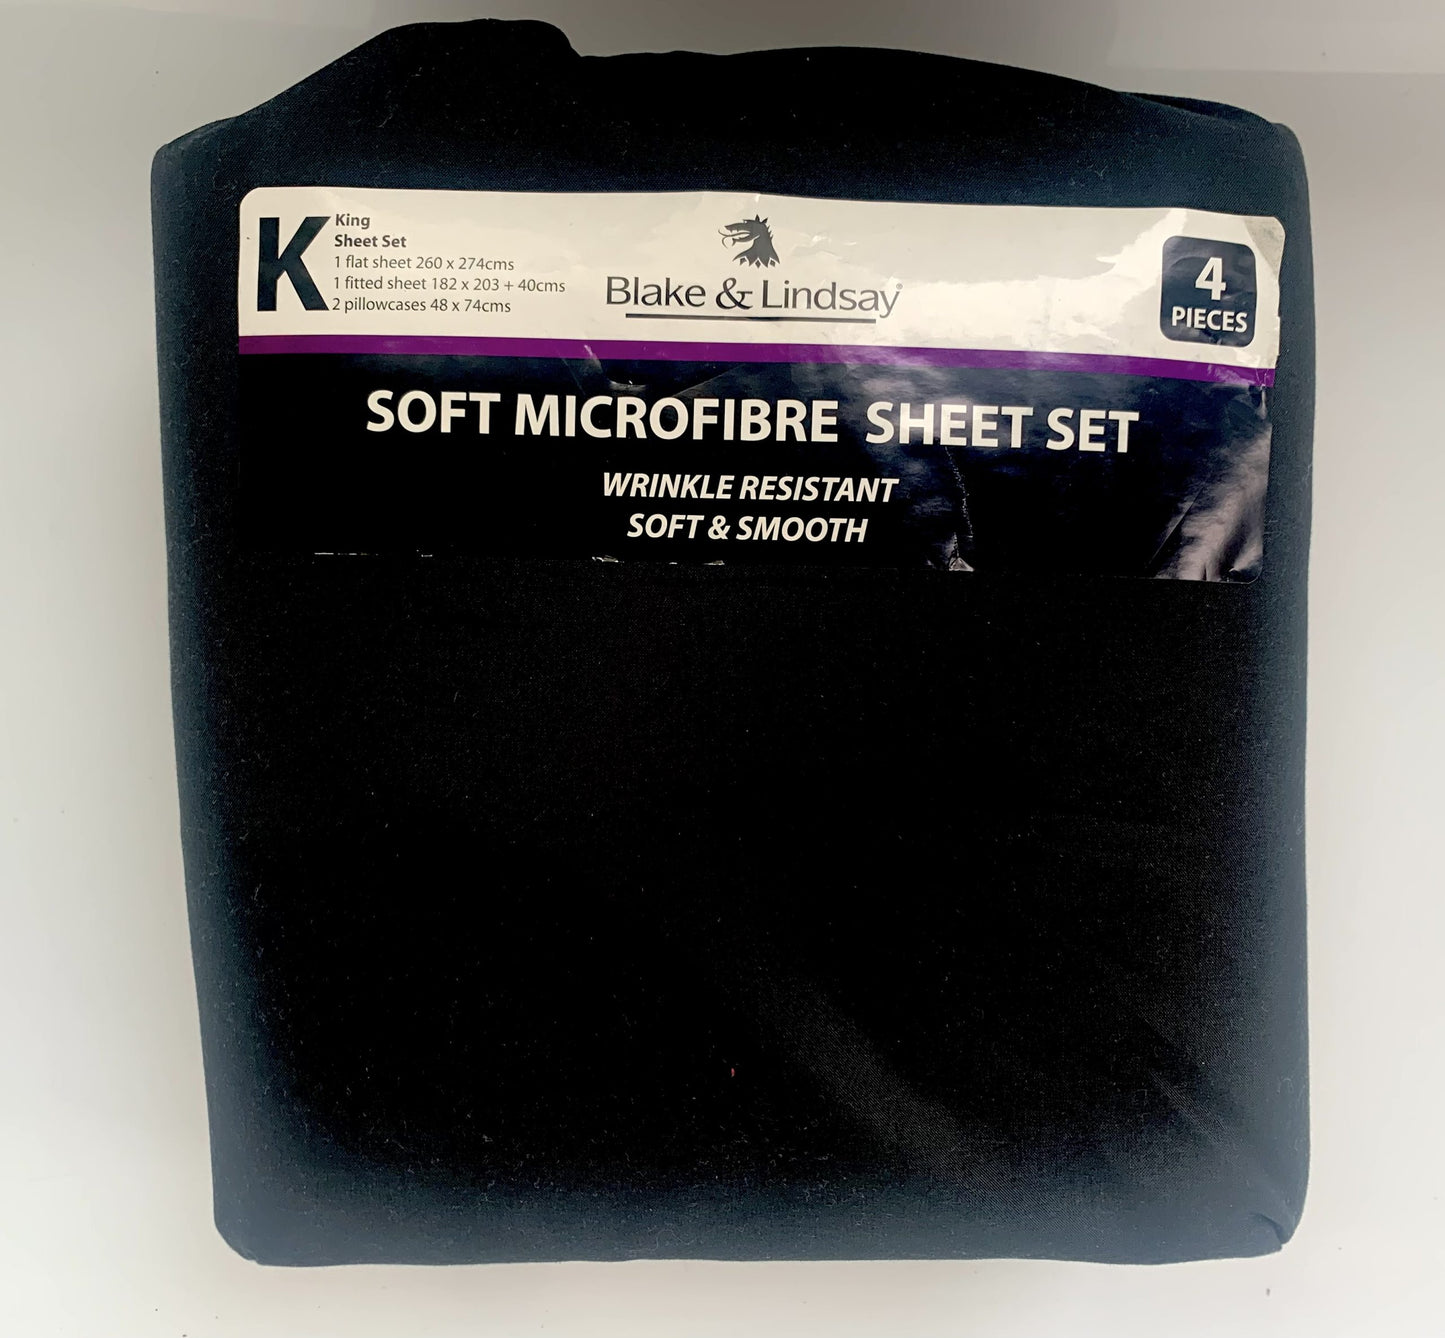 K
King
Sheet Set
1 flat sheet 260 x 274cms
1 fitted sheet 182 x 203 + 40cms
2 pillowcases 48 x 74cms
Blake & Lindsay®
4
PIECES
SOFT MICROFIBRE SHEET SET
WRINKLE RESISTANT
SOFT & SMOOTH